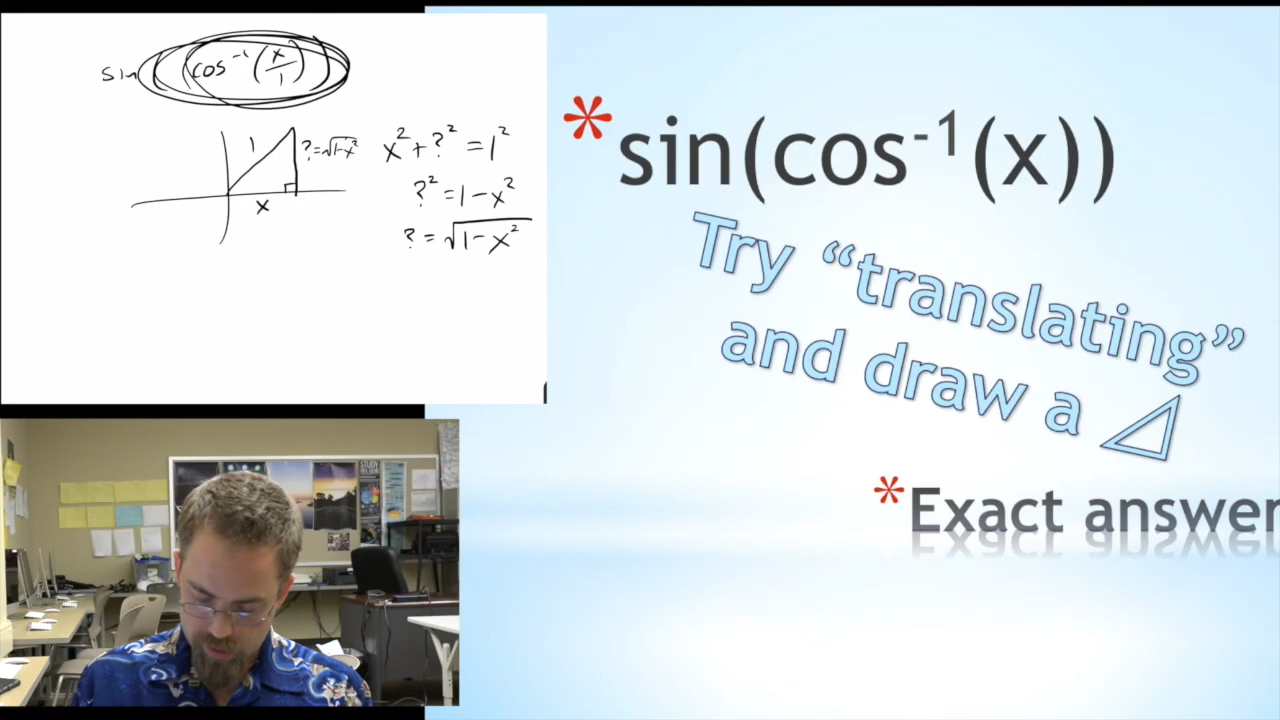 sin(cos⁻¹(x/1))
1
?=√1-x²
x
x²+?²=1²
?²=1-x²
?=√1-x²
*sin(cos⁻¹(x))
Try “translating”
and draw a
*Exact answer
STUDY